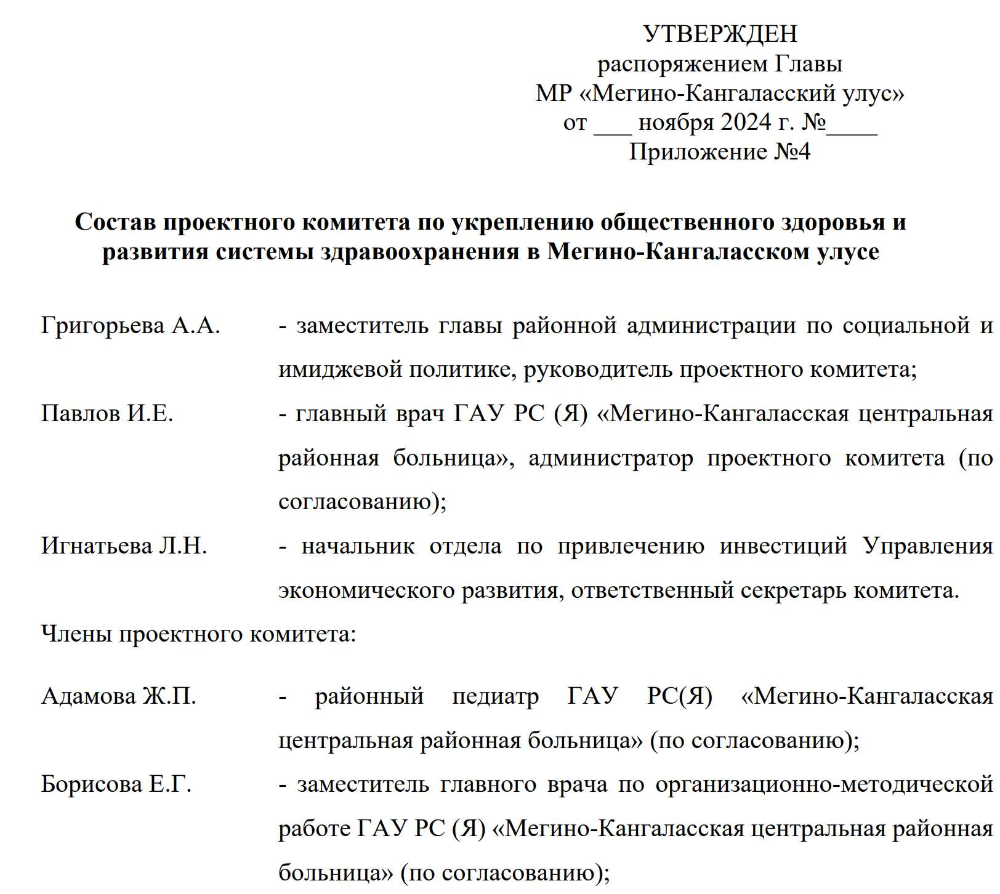 УТВЕРЖДЕН
распоряжением Главы
МР «Мегино-Кангаласский улус»
от ___ ноября 2024 г. №____
Приложение №4
Состав проектного комитета по укреплению общественного здоровья и
развития системы здравоохранения в Мегино-Кангаласском улусе
Григорьева А.А. - заместитель главы районной администрации по социальной и
имиджевой политике, руководитель проектного комитета;
Павлов И.Е. - главный врач ГАУ РС (Я) «Мегино-Кангаласская центральная
районная больница», администратор проектного комитета (по
согласованию);
Игнатьева Л.Н. - начальник отдела по привлечению инвестиций Управления
экономического развития, ответственный секретарь комитета.
Члены проектного комитета:
Адамова Ж.П. - районный педиатр ГАУ РС(Я) «Мегино-Кангаласская
центральная районная больница» (по согласованию);
Борисова Е.Г. - заместитель главного врача по организационно-методической
работе ГАУ РС (Я) «Мегино-Кангаласская центральная районная
больница» (по согласованию);